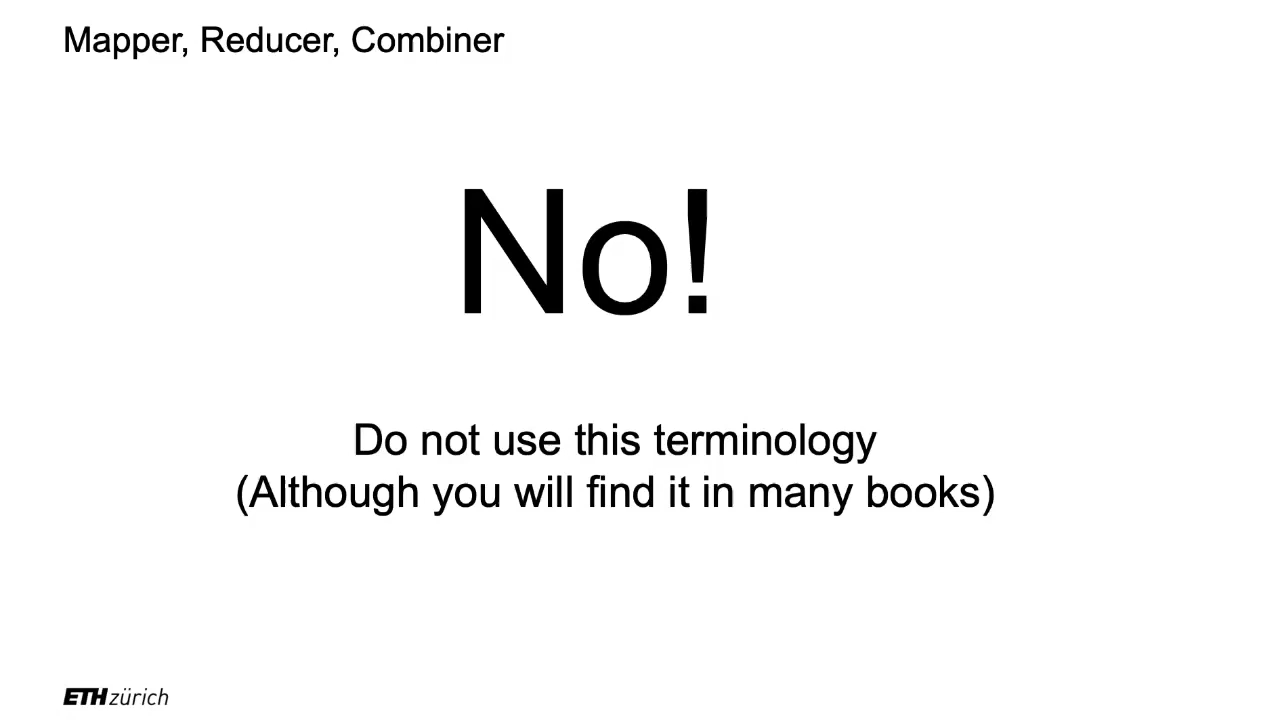 Mapper, Reducer, Combiner
No!
Do not use this terminology
(Although you will find it in many books)
ETH zürich